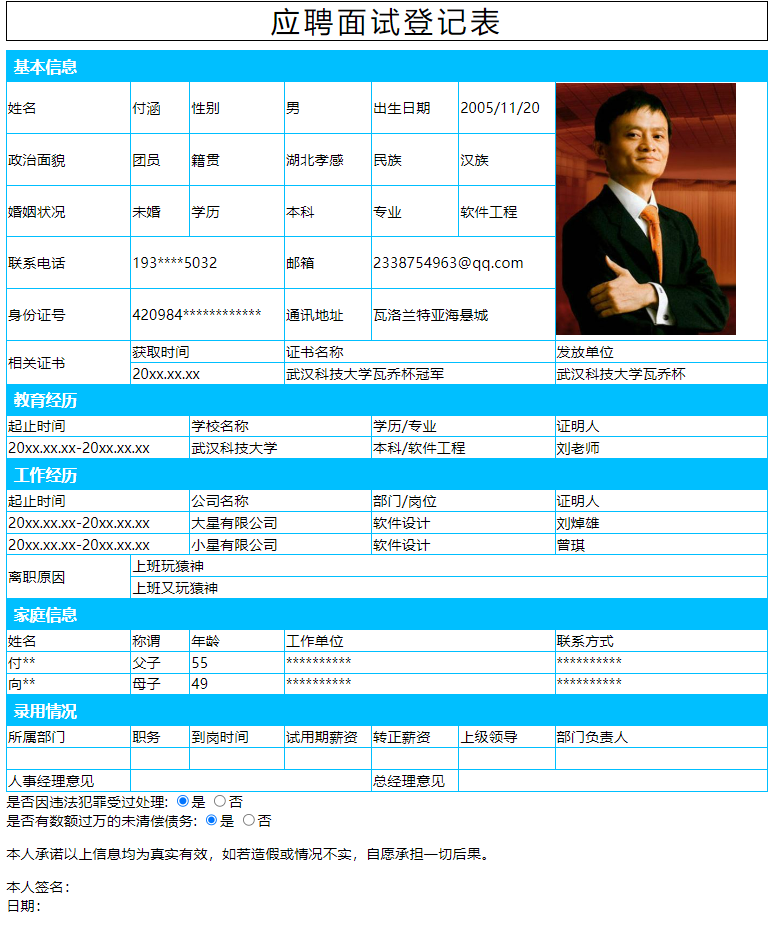 应聘面试登记表
基本信息
姓名 付涵 性别 男 出生日期 2005/11/20
政治面貌 团员 籍贯 湖北孝感 民族 汉族
婚姻状况 未婚 学历 本科 专业 软件工程
联系电话 193****5032 邮箱 2338754963@qq.com
身份证号 420984************ 通讯地址 瓦洛兰特亚海悬城
相关证书 获取时间 证书名称 发放单位
20xx.xx.xx 武汉科技大学瓦乔杯冠军 武汉科技大学瓦乔杯
教育经历
起止时间 学校名称 学历/专业 证明人
20xx.xx.xx-20xx.xx.xx 武汉科技大学 本科/软件工程 刘老师
工作经历
起止时间 公司名称 部门/岗位 证明人
20xx.xx.xx-20xx.xx.xx 大星有限公司 软件设计 刘焯雄
20xx.xx.xx-20xx.xx.xx 小星有限公司 软件设计 曾琪
离职原因 上班玩猿神
上班又玩猿神
家庭信息
姓名 称谓 年龄 工作单位 联系方式
付** 父子 55 ********** **********
向** 母子 49 ********** **********
录用情况
所属部门 职务 到岗时间 试用期薪资 转正薪资 上级领导 部门负责人
人事经理意见 总经理意见
是否因违法犯罪受过处理: 是 否
是否有数额过万的未清偿债务: 是 否
本人承诺以上信息均为真实有效，如若造假或情况不实，自愿承担一切后果。
本人签名:
日期: